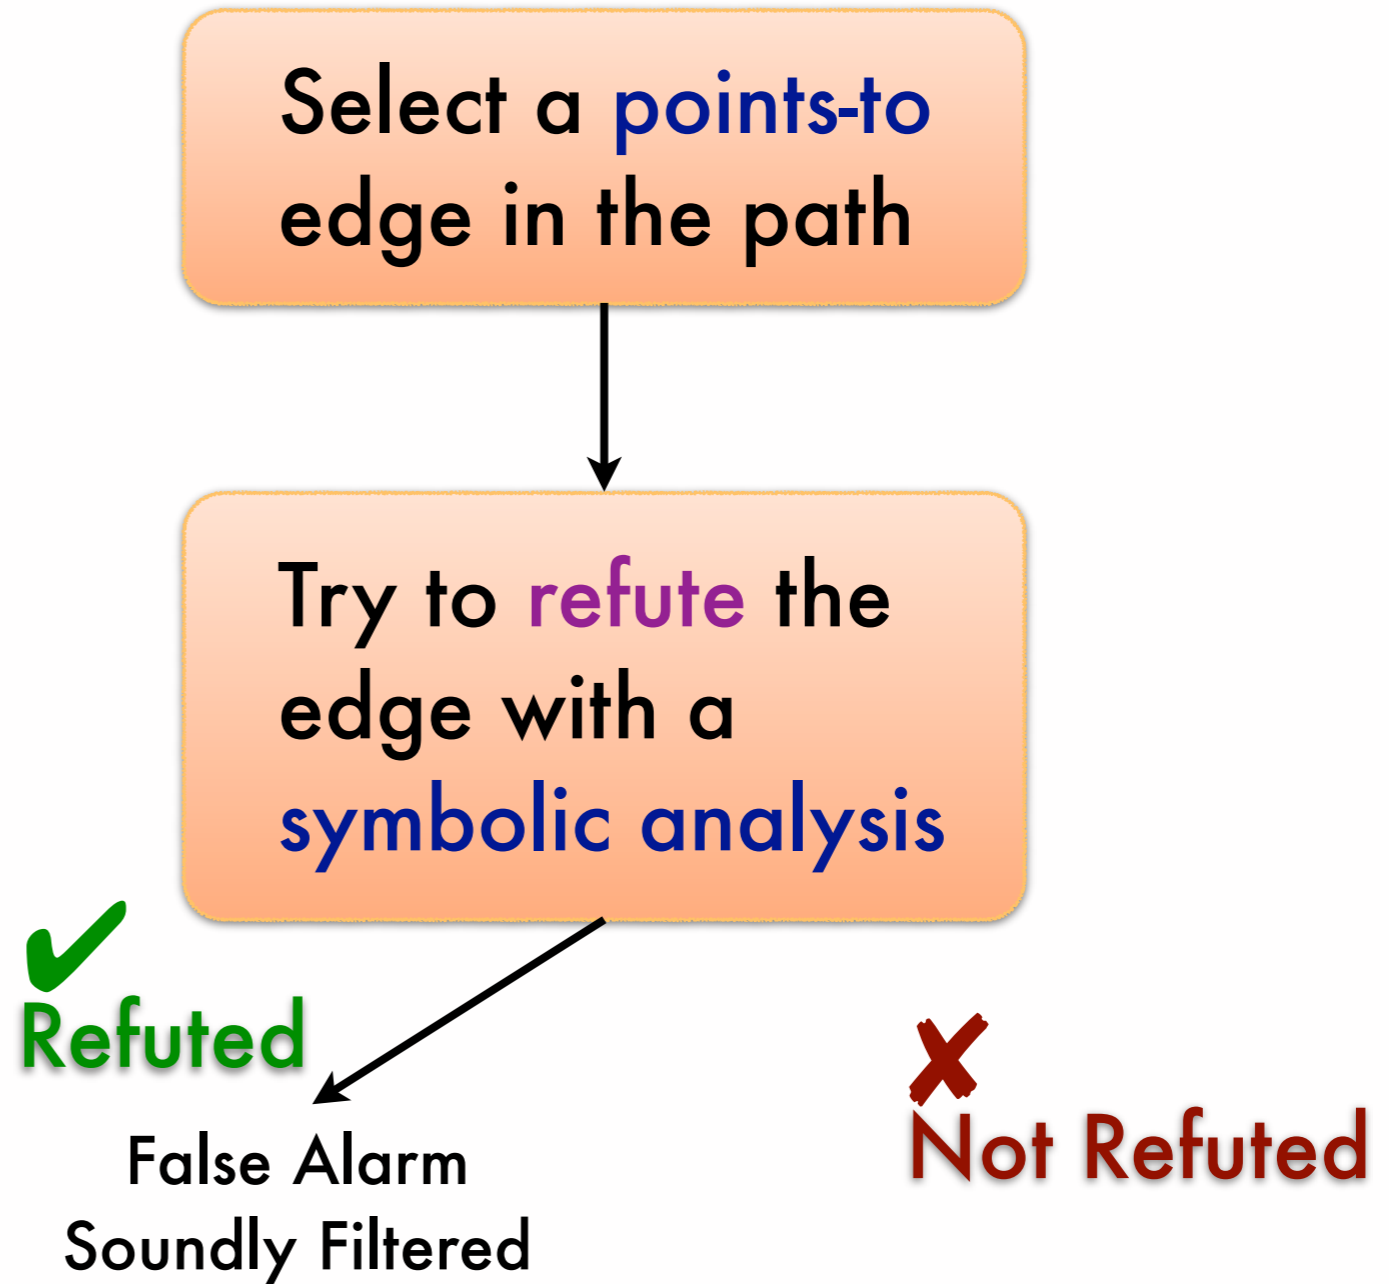 Select a points-to
edge in the path
Try to refute the
edge with a
symbolic analysis
✔
Refuted
False Alarm
Soundly Filtered
✘
Not Refuted